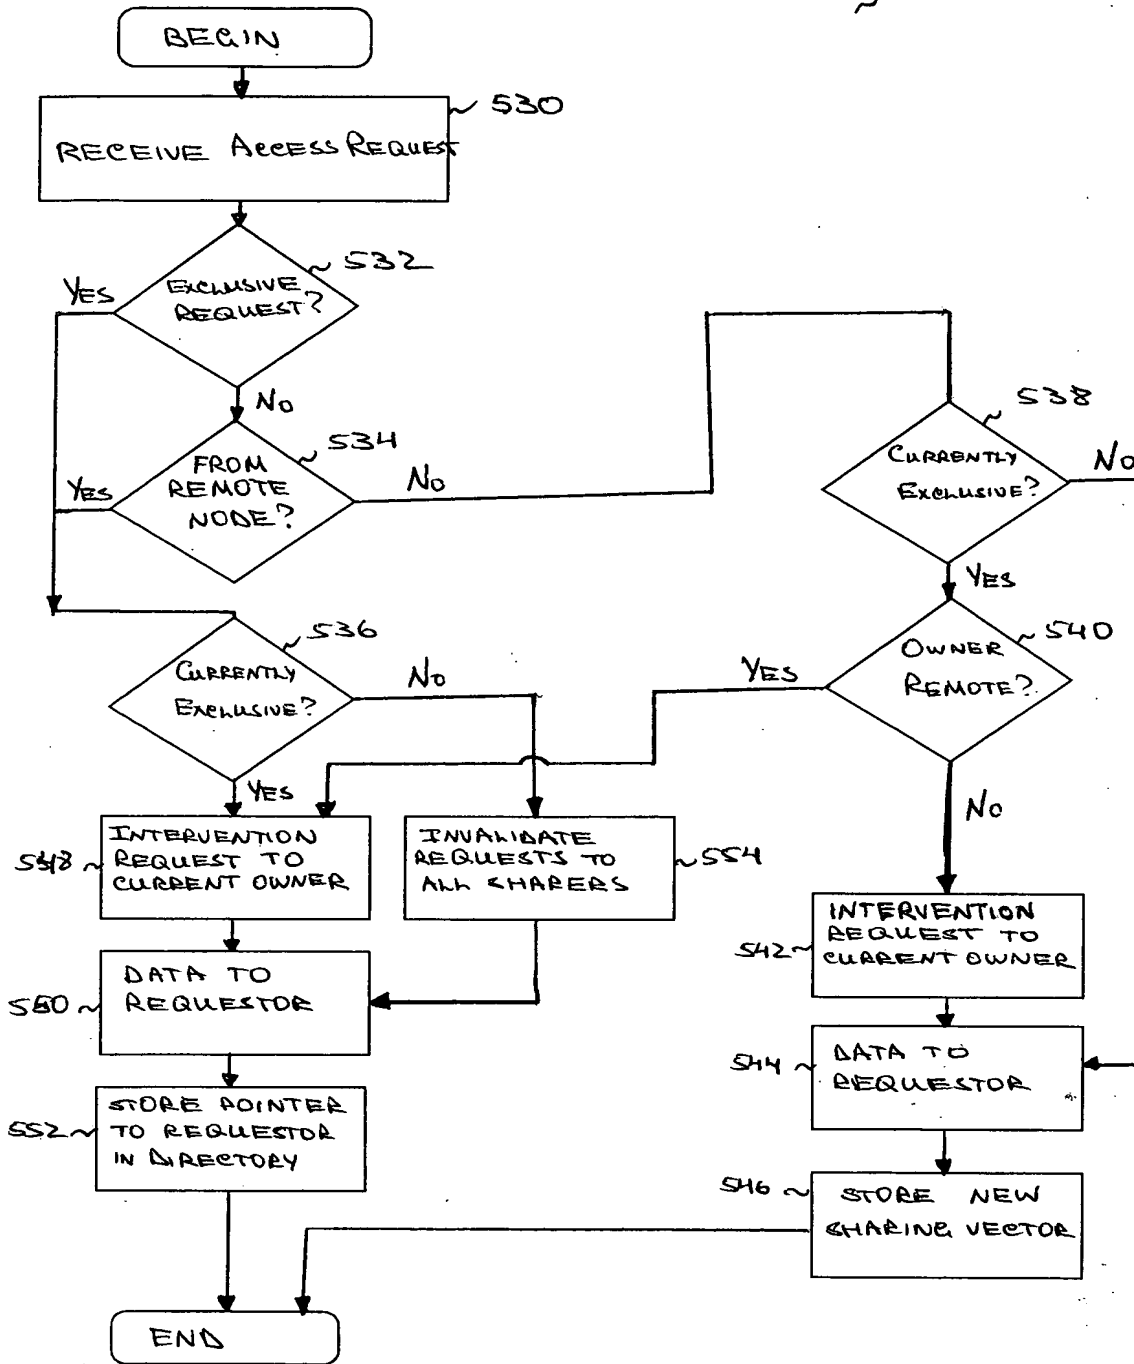 BEGIN
530
RECEIVE ACCESS REQUEST
532
EXCLUSIVE
REQUEST?
YES
NO
534
FROM
REMOTE
NODE?
YES
NO
538
CURRENTLY
EXCLUSIVE?
NO
YES
536
CURRENTLY
EXCLUSIVE?
NO
YES
540
OWNER
REMOTE?
YES
NO
548
INTERVENTION
REQUEST TO
CURRENT OWNER
INVALIDATE
REQUESTS TO
ALL SHARERS
554
542
INTERVENTION
REQUEST TO
CURRENT OWNER
550
DATA TO
REQUESTOR
544
DATA TO
REQUESTOR
552
STORE POINTER
TO REQUESTOR
IN DIRECTORY
546
STORE NEW
SHARING VECTOR
END